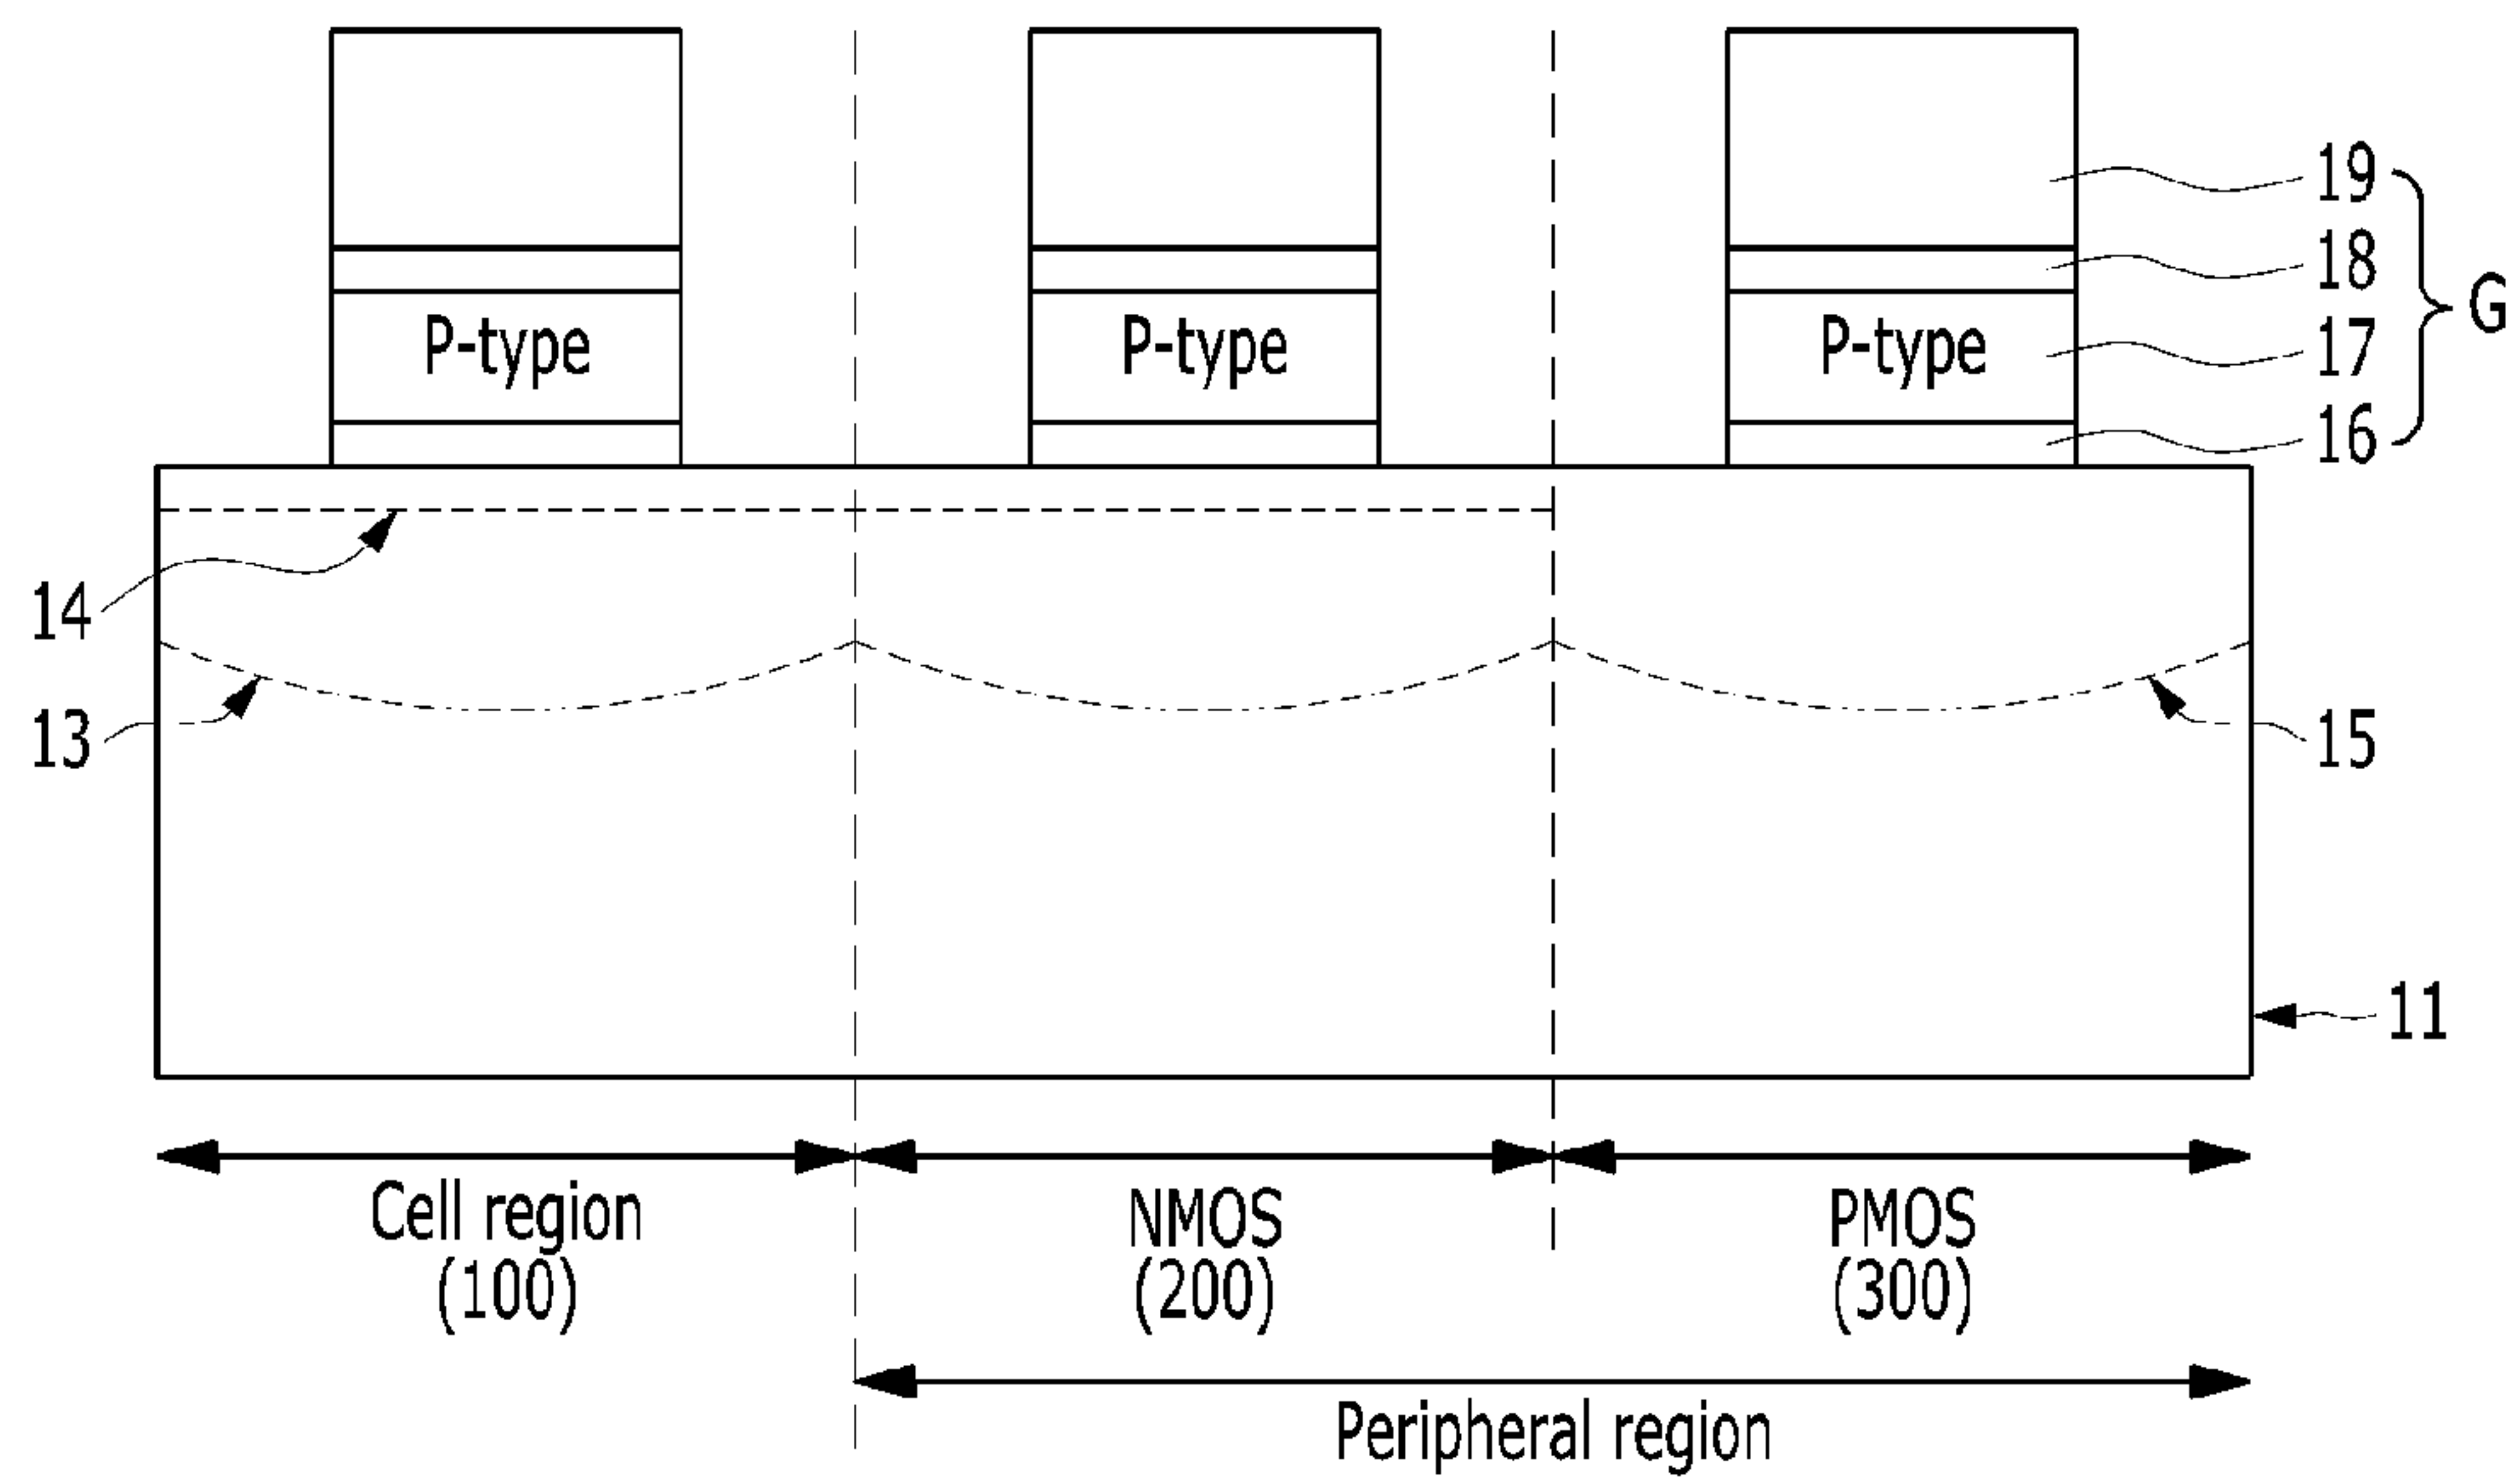 19
18
G
P-type P-type P-type 17
16
14
13 15
11
Cell region NMOS PMOS
(100) (200) (300)
Peripheral region